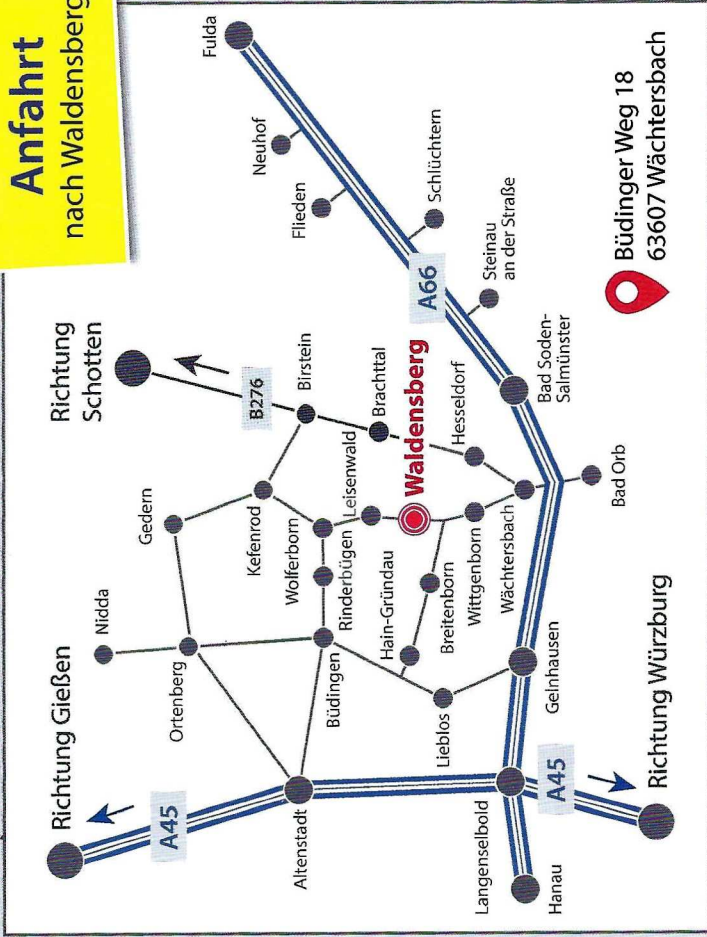 Anfahrt
nach Waldensberg
Richtung Gießen
A45
Nidda
Ortenberg
Gedern
Richtung
Schotten
B276
Fulda
Neuhof
Flieden
Schlüchtern
Steinau
an der Straße
A66
Birstein
Brachttal
Kefenrod
Wolferborn
Leisenwald
Rinderbügen
Büdingen
Altenstadt
Waldensberg
Hesseldorf
Hain-Gründau
Breitenborn
Wittgenborn
Wächtersbach
Bad Soden-
Salmünster
Bad Orb
Lieblos
Gelnhausen
Langenselbold
Hanau
A45
Richtung Würzburg
Büdinger Weg 18
63607 Wächtersbach